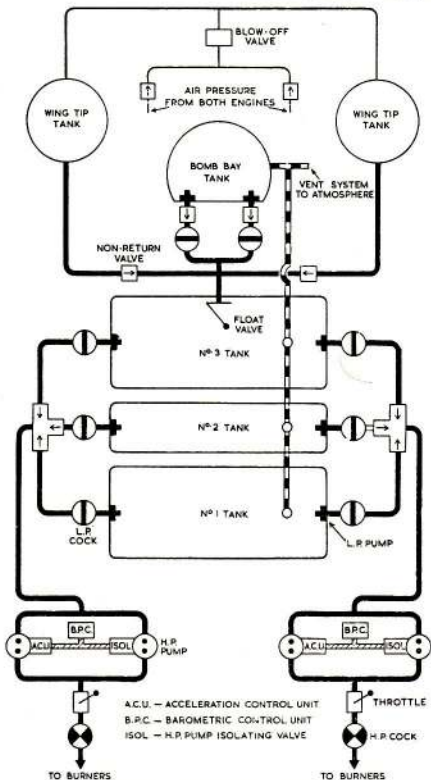 BLOW-OFF
VALVE
AIR PRESSURE
FROM BOTH ENGINES
WING TIP
TANK
WING TIP
TANK
BOMB BAY
TANK
VENT SYSTEM
TO ATMOSPHERE
NON-RETURN
VALVE
FLOAT
VALVE
Nº 3 TANK
Nº 2 TANK
Nº 1 TANK
L.P.
COCK
L.P. PUMP
B.P.C.
A.C.U.
ISOL
H.P.
PUMP
B.P.C.
A.C.U.
ISOL
A.C.U. — ACCELERATION CONTROL UNIT
B.P.C. — BAROMETRIC CONTROL UNIT
ISOL — H.P. PUMP ISOLATING VALVE
THROTTLE
H.P. COCK
TO BURNERS
TO BURNERS